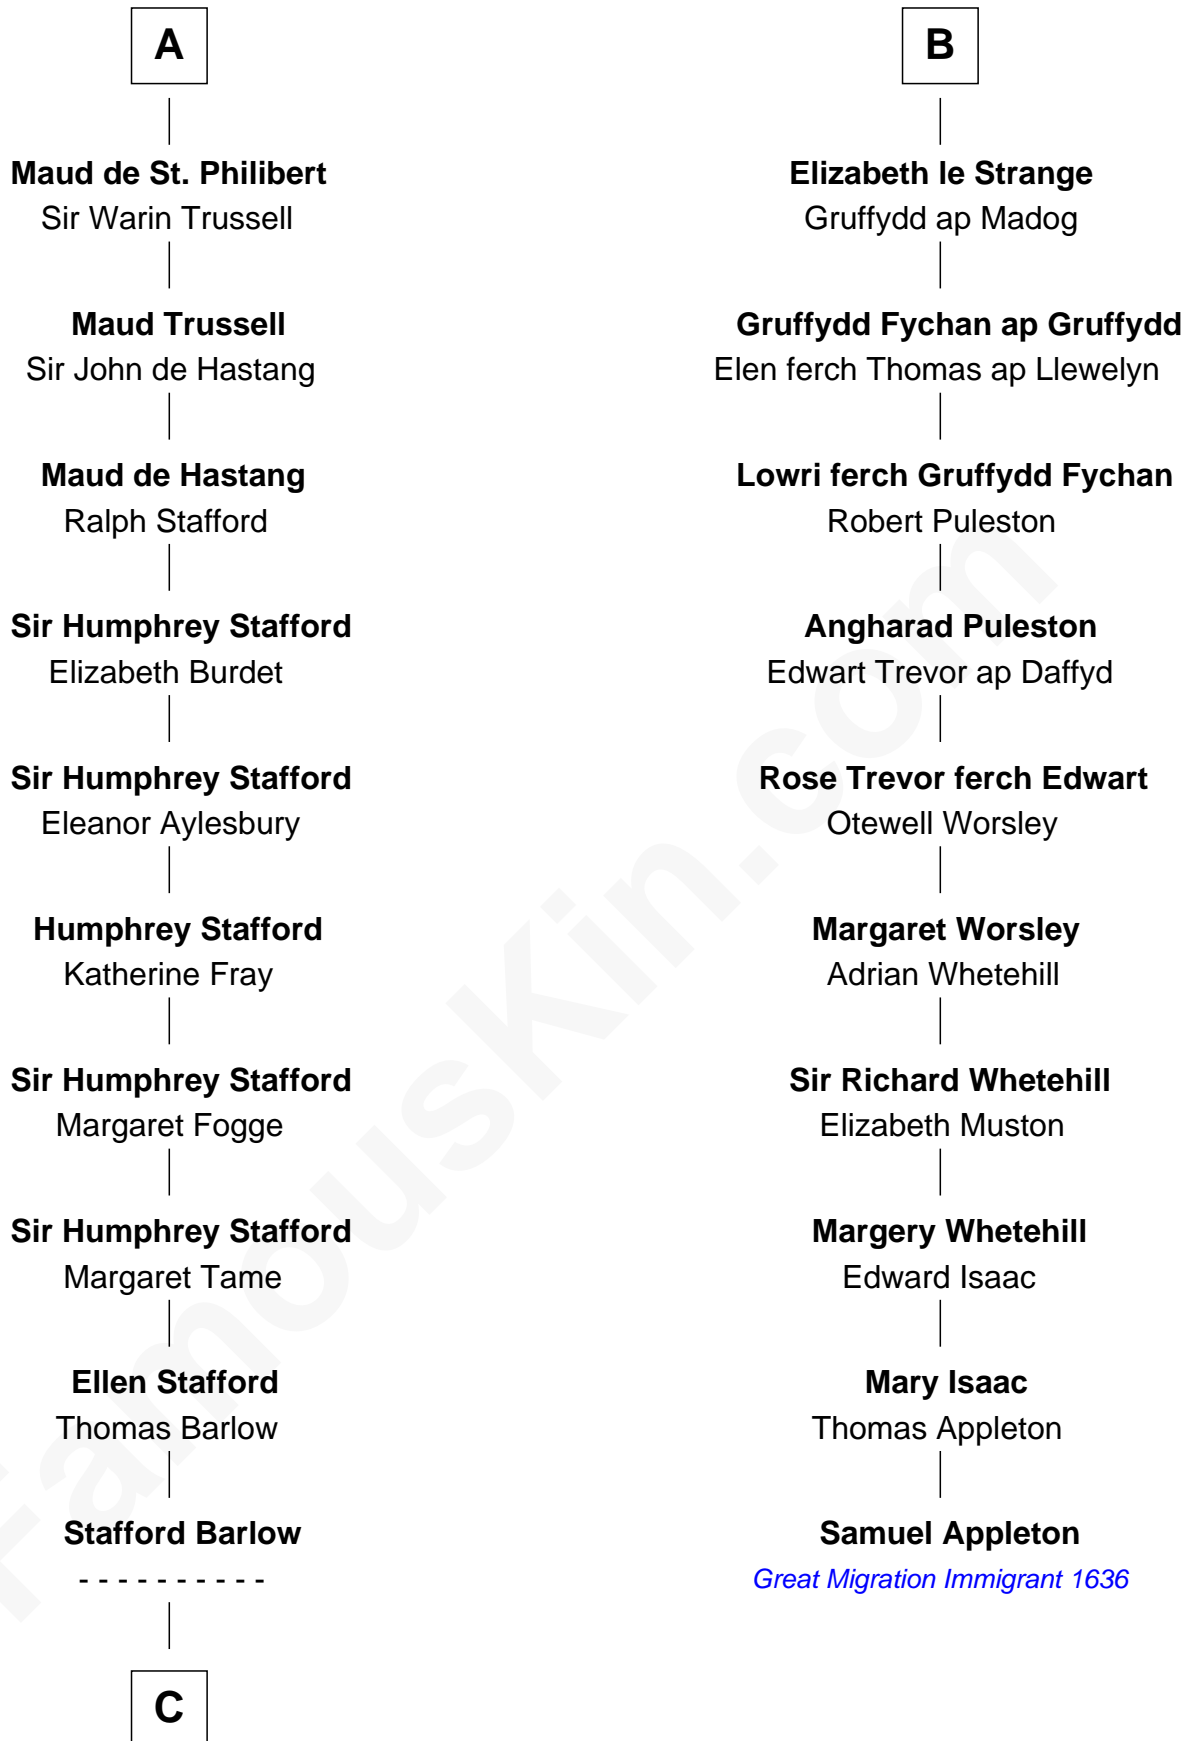 A
Maud de St. Philibert
Sir Warin Trussell
Maud Trussell
Sir John de Hastang
Maud de Hastang
Ralph Stafford
Sir Humphrey Stafford
Elizabeth Burdet
Sir Humphrey Stafford
Eleanor Aylesbury
Humphrey Stafford
Katherine Fray
Sir Humphrey Stafford
Margaret Fogge
Sir Humphrey Stafford
Margaret Tame
Ellen Stafford
Thomas Barlow
Stafford Barlow
- - - - - - - - - -
C
B
Elizabeth le Strange
Gruffydd ap Madog
Gruffydd Fychan ap Gruffydd
Elen ferch Thomas ap Llewelyn
Lowri ferch Gruffydd Fychan
Robert Puleston
Angharad Puleston
Edwart Trevor ap Daffyd
Rose Trevor ferch Edwart
Otewell Worsley
Margaret Worsley
Adrian Whetehill
Sir Richard Whetehill
Elizabeth Muston
Margery Whetehill
Edward Isaac
Mary Isaac
Thomas Appleton
Samuel Appleton
Great Migration Immigrant 1636
FamousKin.com